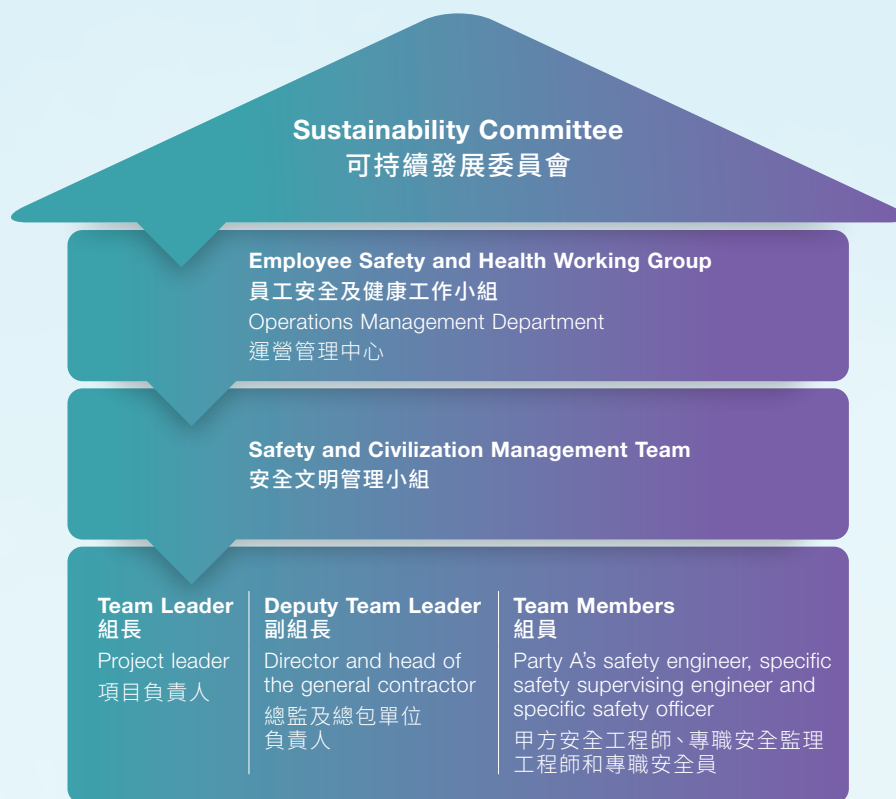 Sustainability Committee
可持續發展委員會
Employee Safety and Health Working Group
員工安全及健康工作小組
Operations Management Department
運營管理中心
Safety and Civilization Management Team
安全文明管理小組
Team Leader
組長
Project leader
項目負責人
Deputy Team Leader
副組長
Director and head of
the general contractor
總監及總包單位
負責人
Team Members
組員
Party A’s safety engineer, specific
safety supervising engineer and
specific safety officer
甲方安全工程師、專職安全監理
工程師和專職安全員